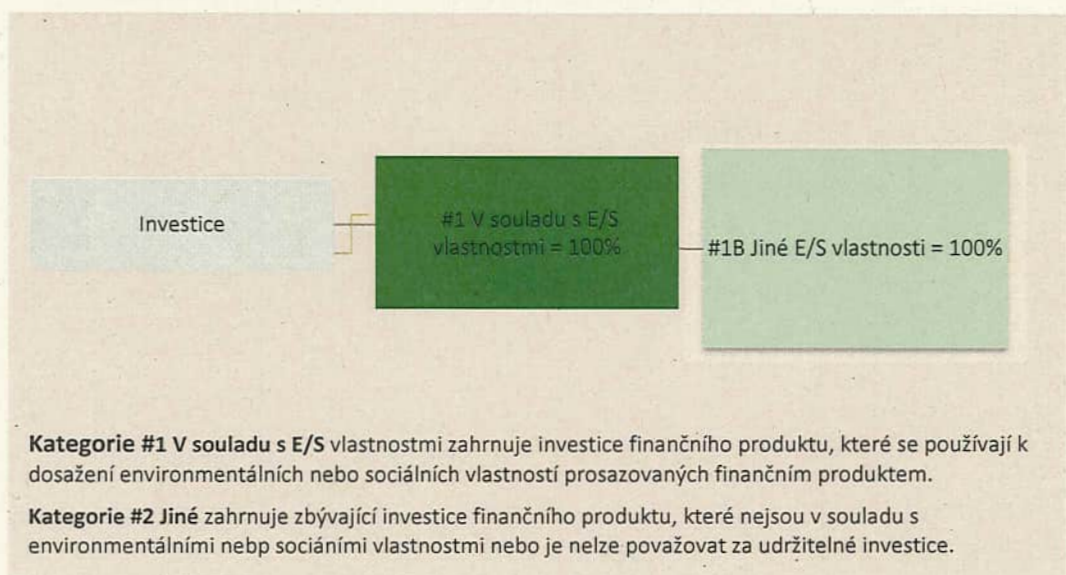 Investice
#1 V souladu s E/S
vlastnostmi = 100%
#1B Jiné E/S vlastnosti = 100%
Kategorie #1 V souladu s E/S vlastnostmi zahrnuje investice finančního produktu, které se používají k
dosažení environmentálních nebo sociálních vlastností prosazovaných finančním produktem.
Kategorie #2 Jiné zahrnuje zbývající investice finančního produktu, které nejsou v souladu s
environmentálními nebp sociáními vlastnostmi nebo je nelze považovat za udržitelné investice.